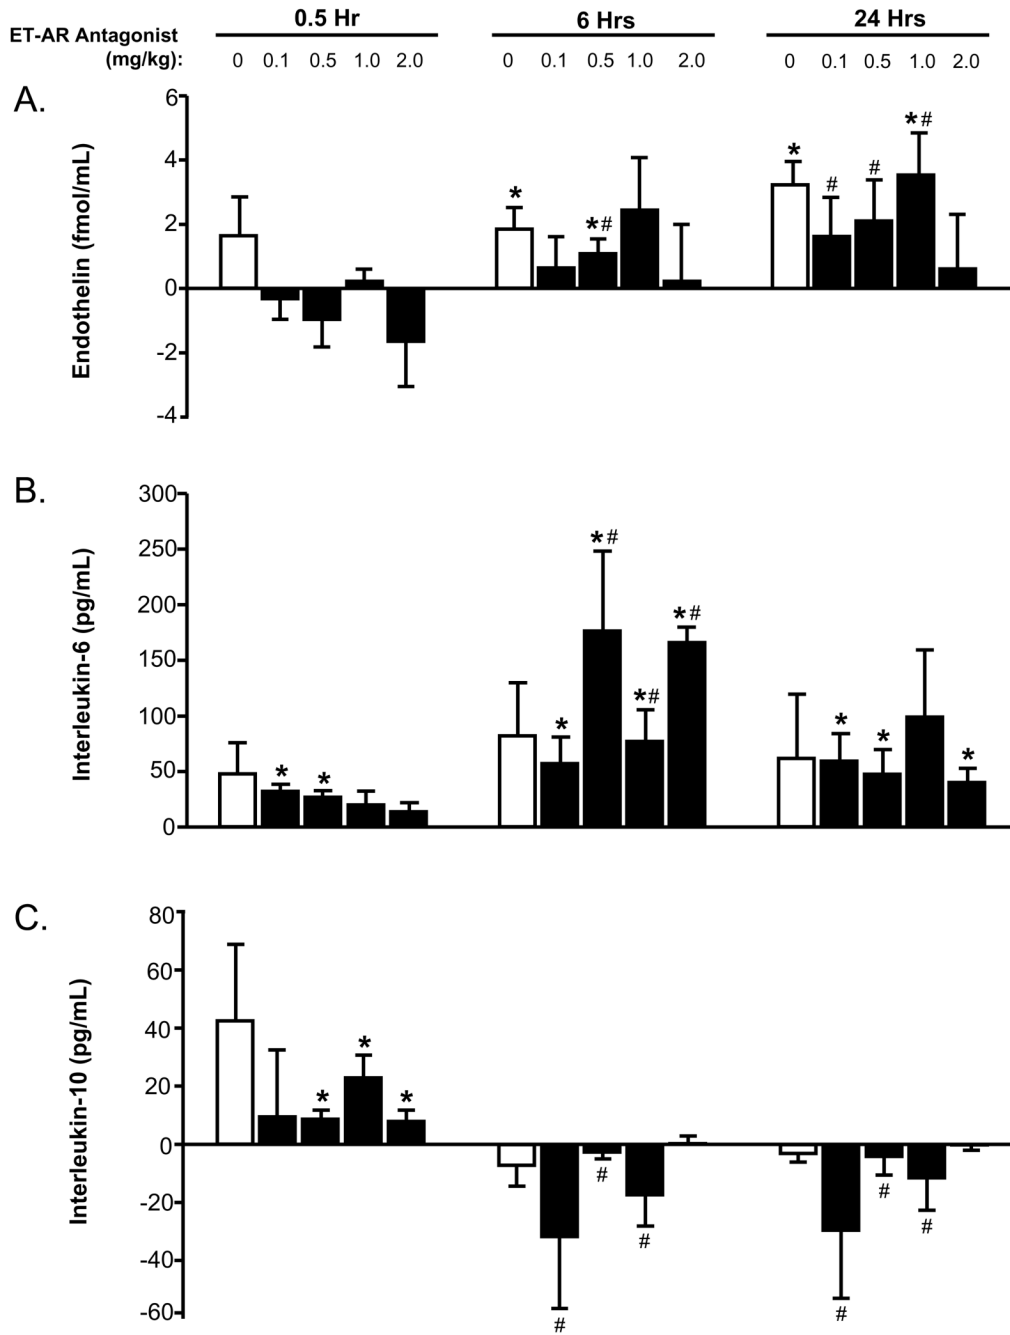 0.5 Hr 6 Hrs 24 Hrs
ET-AR Antagonist
(mg/kg): 0 0.1 0.5 1.0 2.0 0 0.1 0.5 1.0 2.0 0 0.1 0.5 1.0 2.0
A.
Endothelin (fmol/mL)
6
4
2
0
-2
-4
* *# * # # *#
B.
Interleukin-6 (pg/mL)
300
250
200
150
100
50
0
* * * *# *# *# * * *
C.
Interleukin-10 (pg/mL)
80
60
40
20
0
-20
-40
-60
* * * # # # # # #